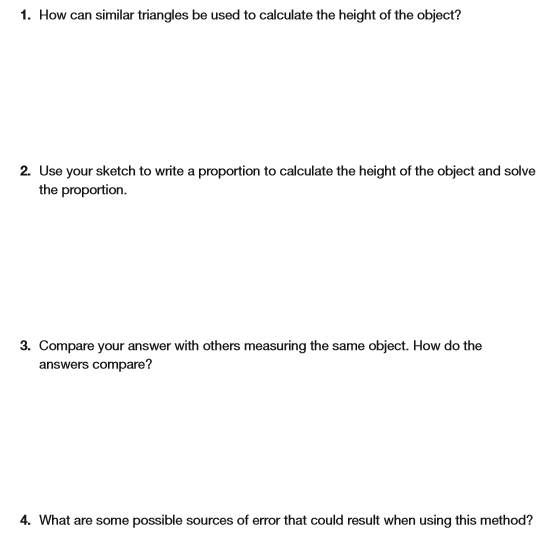 1. How can similar triangles be used to calculate the height of the object?
2. Use your sketch to write a proportion to calculate the height of the object and solve
the proportion.
3. Compare your answer with others measuring the same object. How do the
answers compare?
4. What are some possible sources of error that could result when using this method?